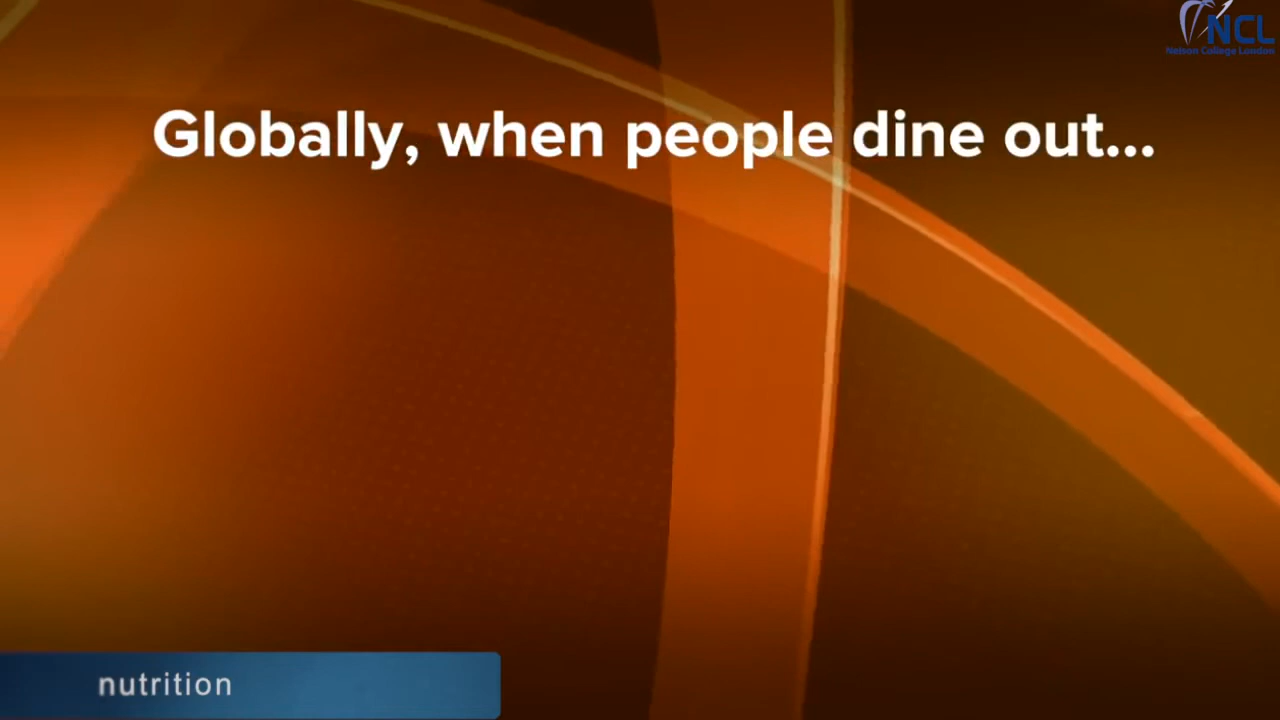 NCL
Nelson College London
Globally, when people dine out...
nutrition